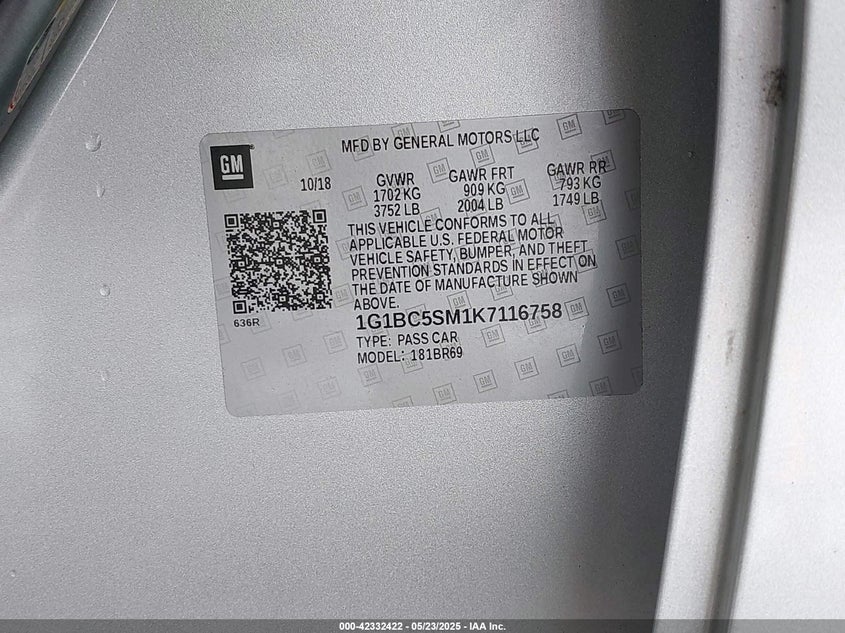 MFD BY GENERAL MOTORS LLC
GM
10/18
GVWR
1702 KG
3752 LB
GAWR FRT
909 KG
2004 LB
GAWR RR
793 KG
1749 LB
THIS VEHICLE CONFORMS TO ALL
APPLICABLE U.S. FEDERAL MOTOR
VEHICLE SAFETY, BUMPER, AND THEFT
PREVENTION STANDARDS IN EFFECT ON
THE DATE OF MANUFACTURE SHOWN
ABOVE.
636R
1G1BC5SM1K7116758
TYPE: PASS CAR
MODEL: 181BR69
000-42332422 - 05/23/2025 - IAA Inc.